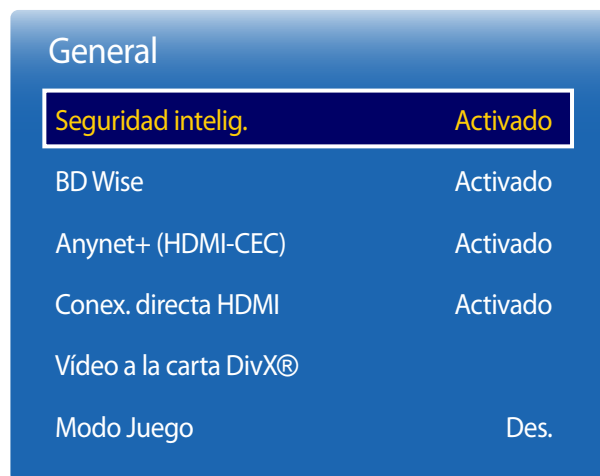 General
Seguridad intelig. Activado
BD Wise Activado
Anynet+ (HDMI-CEC) Activado
Conex. directa HDMI Activado
Vídeo a la carta DivX®
Modo Juego Des.